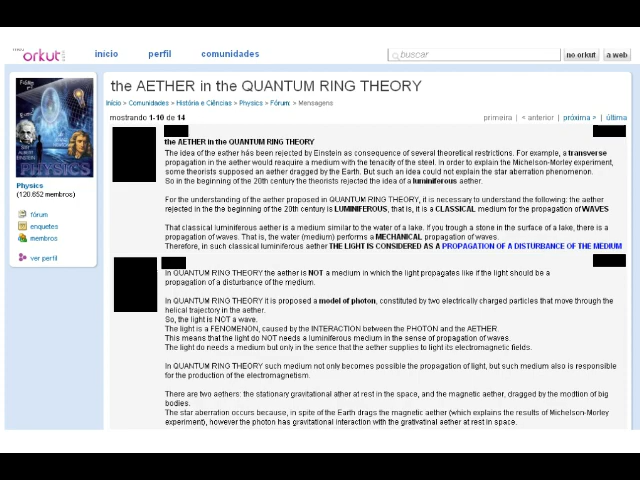 meu
orkut
início
perfil
comunidades
buscar
no orkut
a web
PHYSICS
Physics
(120.652 membros)
fórum
enquetes
membros
ver perfil
the AETHER in the QUANTUM RING THEORY
Início > Comunidades > História e Ciências > Physics > Fórum: > Mensagens
mostrando 1-10 de 14
primeira | < anterior | próxima > | última
the AETHER in the QUANTUM RING THEORY
The idea of the eather hás been rejected by Einstein as consequence of several theoretical restrictions. For example, a transverse
propagation in the aether would reauire a medium with the tenacity of the steel. In order to explain the Michelson-Morley experiment,
some theorists supposed an aether dragged by the Earth. But such an idea could not explain the star aberration phenomenon.
So in the beginning of the 20th century the theorists rejected the idea of a luminiferous aether.
For the understanding of the aether proposed in QUANTUM RING THEORY, it is necessary to understand the following: the aether
rejected in the the beginning of the 20th century is LUMINIFEROUS, that is, it is a CLASSICAL medium for the propagation of WAVES
That classical luminiferous aether is a medium similar to the water of a lake. If you trough a stone in the surface of a lake, there is a
propagation of waves. That is, the water (medium) performs a MECHANICAL propagation of waves.
Therefore, in such classical luminiferous aether THE LIGHT IS CONSIDERED AS A PROPAGATION OF A DISTURBANCE OF THE MEDIUM
In QUANTUM RING THEORY the aether is NOT a medium in which the light propagates like if the light should be a
propagation of a disturbance of the medium.
In QUANTUM RING THEORY it is proposed a model of photon, constituted by two electrically charged particles that move through the
helical trajectory in the aether.
So, the light is NOT a wave.
The light is a FENOMENON, caused by the INTERACTION between the PHOTON and the AETHER.
This means that the light do NOT needs a luminiferous medium in the sense of propagation of waves.
The light do needs a medium but only in the sence that the aether supplies to light its electromagnetic fields.
In QUANTUM RING THEORY such medium not only becomes possible the propagation of light, but such medium also is responsible
for the production of the electromagnetism.
There are two aethers: the stationary gravitational ather at rest in the space, and the magnetic aether, dragged by the modtion of big
bodies.
The star aberration occurs because, in spite of the Earth drags the magnetic aether (which explains the results of Michelson-Morley
experiment), however the photon has gravitational interaction with the grativatinal aether at rest in space.